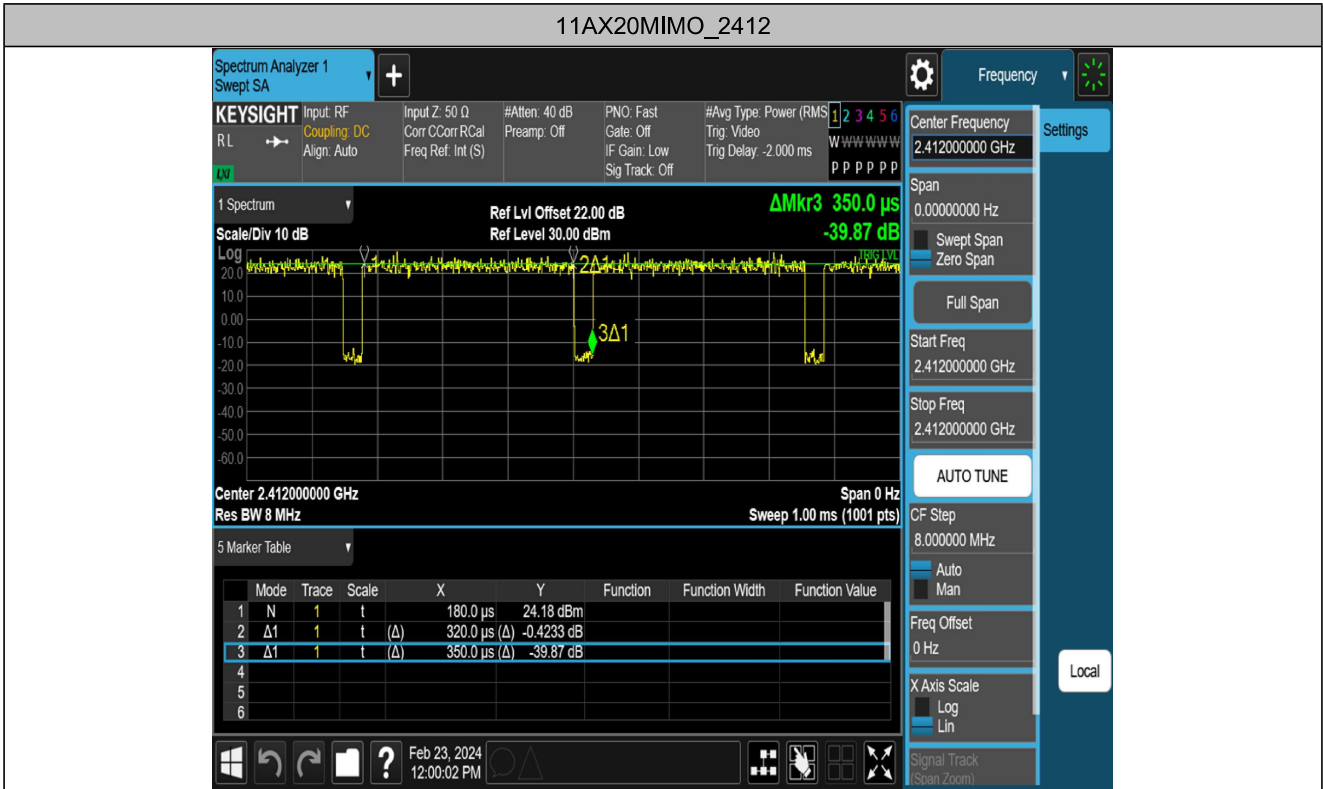 11AX20MIMO_2412
Spectrum Analyzer 1
Swept SA
+
Frequency
KEYSIGHT
RL
LXI
Input: RF
Coupling: DC
Align: Auto
Input Z: 50 Ω
Corr CCorr RCal
Freq Ref: Int (S)
#Atten: 40 dB
Preamp: Off
PNO: Fast
Gate: Off
IF Gain: Low
Sig Track: Off
#Avg Type: Power (RMS
Trig: Video
Trig Delay: -2.000 ms
1 2 3 4 5 6
W W W W W W
P P P P P P
1 Spectrum
Scale/Div 10 dB
Ref Lvl Offset 22.00 dB
Ref Level 30.00 dBm
ΔMkr3 350.0 µs
-39.87 dB
Log
TRIG LVL
1
2Δ1
3Δ1
20.0
10.0
0.00
-10.0
-20.0
-30.0
-40.0
-50.0
-60.0
Center 2.412000000 GHz
Res BW 8 MHz
Span 0 Hz
Sweep 1.00 ms (1001 pts)
5 Marker Table
Mode Trace Scale X Y Function Function Width Function Value
1 N 1 t 180.0 µs 24.18 dBm
2 Δ1 1 t (Δ) 320.0 µs (Δ) -0.4233 dB
3 Δ1 1 t (Δ) 350.0 µs (Δ) -39.87 dB
4
5
6
?
Feb 23, 2024
12:00:02 PM
Center Frequency
2.412000000 GHz
Settings
Span
0.00000000 Hz
Swept Span
Zero Span
Full Span
Start Freq
2.412000000 GHz
Stop Freq
2.412000000 GHz
AUTO TUNE
CF Step
8.000000 MHz
Auto
Man
Freq Offset
0 Hz
X Axis Scale
Log
Lin
Local
Signal Track
(Span Zoom)